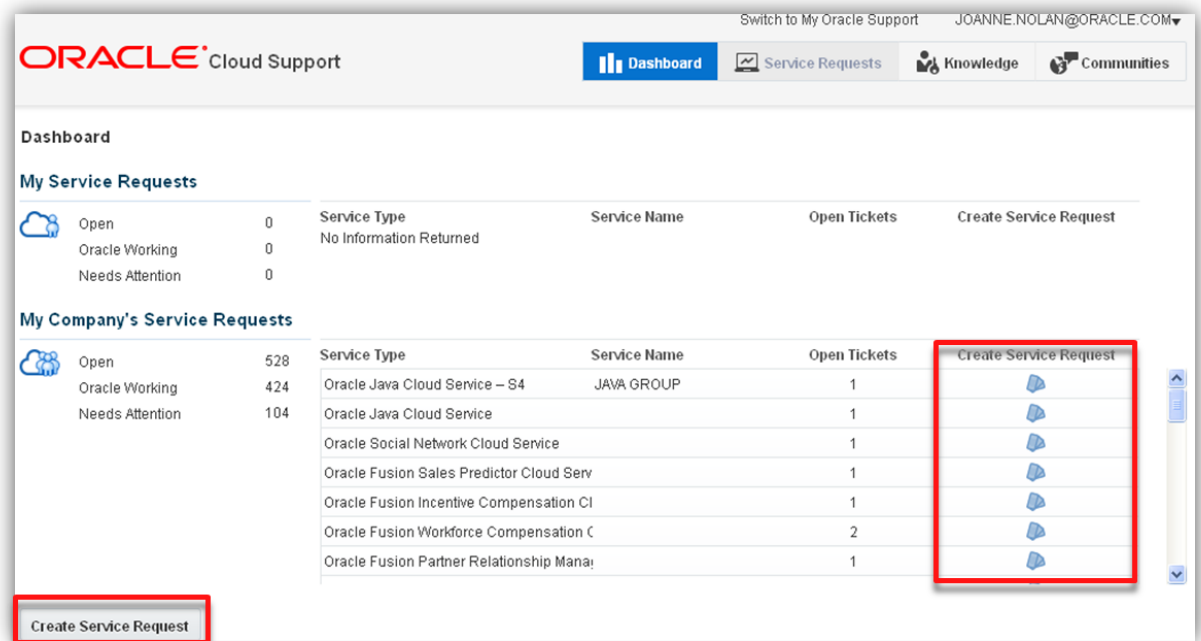 Switch to My Oracle Support JOANNE.NOLAN@ORACLE.COM
ORACLE Cloud Support
Dashboard Service Requests Knowledge Communities
Dashboard
My Service Requests
Service Type Service Name Open Tickets Create Service Request
Open 0
No Information Returned
Oracle Working 0
Needs Attention 0
My Company's Service Requests
Service Type Service Name Open Tickets Create Service Request
Open 528
Oracle Working 424
Needs Attention 104
Oracle Java Cloud Service – S4 JAVA GROUP 1
Oracle Java Cloud Service 1
Oracle Social Network Cloud Service 1
Oracle Fusion Sales Predictor Cloud Serv 1
Oracle Fusion Incentive Compensation Cl 1
Oracle Fusion Workforce Compensation C 2
Oracle Fusion Partner Relationship Manag 1
Create Service Request